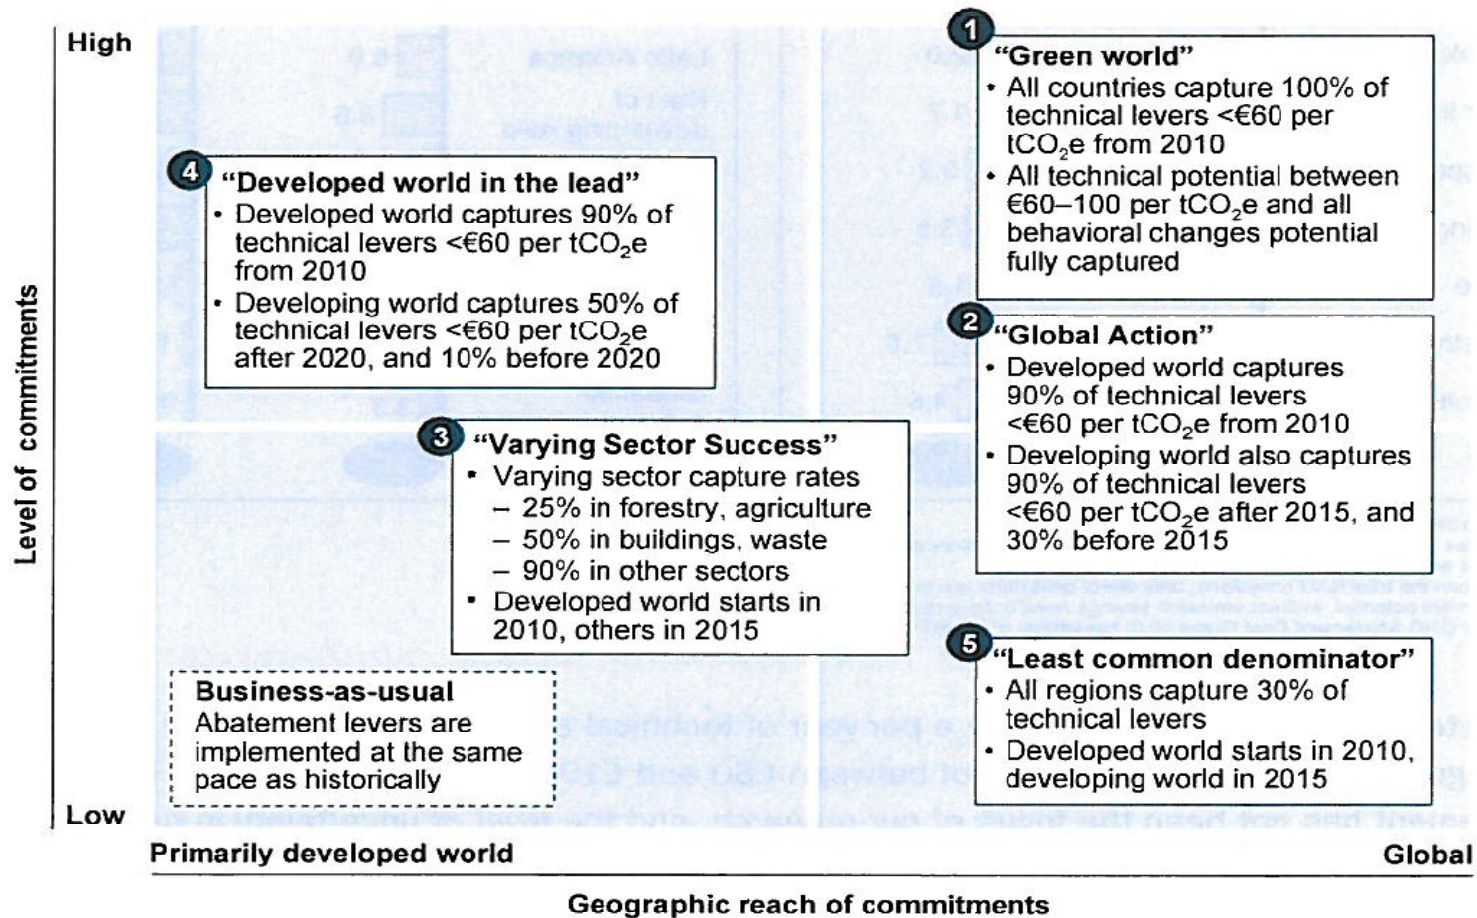 High
1
"Green world"
• All countries capture 100% of
technical levers <€60 per
tCO₂e from 2010
• All technical potential between
€60–100 per tCO₂e and all
behavioral changes potential
fully captured
4
"Developed world in the lead"
• Developed world captures 90% of
technical levers <€60 per tCO₂e
from 2010
• Developing world captures 50% of
technical levers <€60 per tCO₂e
after 2020, and 10% before 2020
2
"Global Action"
• Developed world captures
90% of technical levers
<€60 per tCO₂e from 2010
• Developing world also captures
90% of technical levers
<€60 per tCO₂e after 2015, and
30% before 2015
3
"Varying Sector Success"
• Varying sector capture rates
– 25% in forestry, agriculture
– 50% in buildings, waste
– 90% in other sectors
• Developed world starts in
2010, others in 2015
5
"Least common denominator"
• All regions capture 30% of
technical levers
• Developed world starts in 2010,
developing world in 2015
Business-as-usual
Abatement levers are
implemented at the same
pace as historically
Level of commitments
Low
Primarily developed world
Global
Geographic reach of commitments